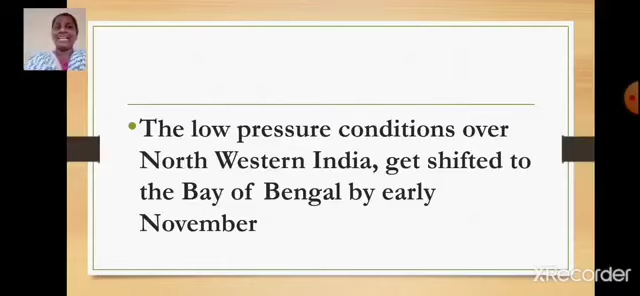 •The low pressure conditions over
North Western India, get shifted to
the Bay of Bengal by early
November
XRecorder